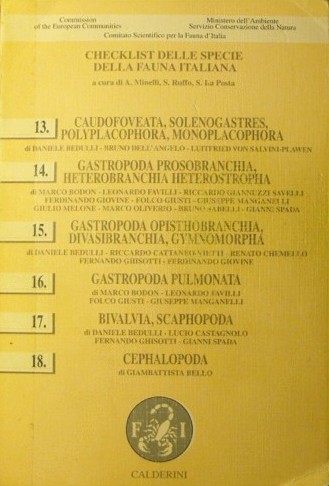 Commission
of the European Communities
Ministero dell'Ambiente
Servizio Conservazione della Natura
Comitato Scientifico per la Fauna d'Italia
CHECKLIST DELLE SPECIE
DELLA FAUNA ITALIANA
a cura di A. Minelli, S. Ruffo, S. La Posta
13.
CAUDOFOVEATA, SOLENOGASTRES,
POLYPLACOPHORA, MONOPLACOPHORA
di DANIELE BEDULLI - BRUNO DELL'ANGELO - LUITFRIED VON SALVINI-PLAWEN
14.
GASTROPODA PROSOBRANCHIA,
HETEROBRANCHIA HETEROSTROPHA
di MARCO BODON - LEONARDO FAVILLI - RICCARDO GIANNUZZI SAVELLI
FERDINANDO GIOVINE - FOLCO GIUSTI - GIUSEPPE MANGANELLI
GIULIO MELONE - MARCO OLIVERIO - BRUNO SABELLI - GIANNI SPADA
15.
GASTROPODA OPISTHOBRANCHIA,
DIVASIBRANCHIA, GYMNOMORPHA
di DANIELE BEDULLI - RICCARDO CATTANEO VIETTI - RENATO CHEMELLO
FERNANDO GHISOTTI - FERDINANDO GIOVINE
16.
GASTROPODA PULMONATA
di MARCO BODON - LEONARDO FAVILLI
FOLCO GIUSTI - GIUSEPPE MANGANELLI
17.
BIVALVIA, SCAPHOPODA
di DANIELE BEDULLI - LUCIO CASTAGNOLO
FERNANDO GHISOTTI - GIANNI SPADA
18.
CEPHALOPODA
di GIAMBATTISTA BELLO
F I
CALDERINI